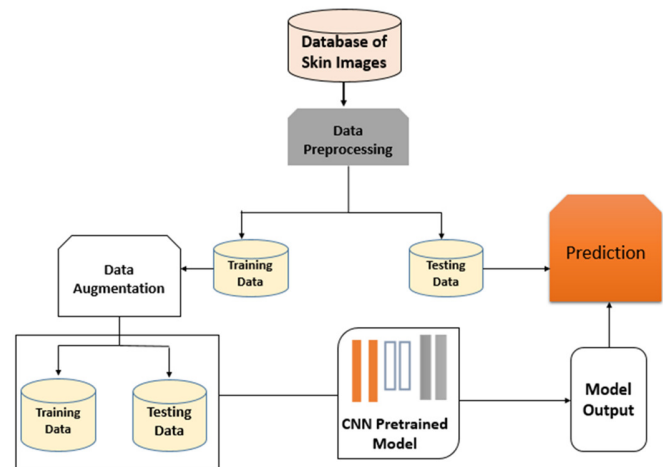 Database of
Skin Images
Data
Preprocessing
Training
Data
Testing
Data
Prediction
Data
Augmentation
Training
Data
Testing
Data
CNN Pretrained
Model
Model
Output